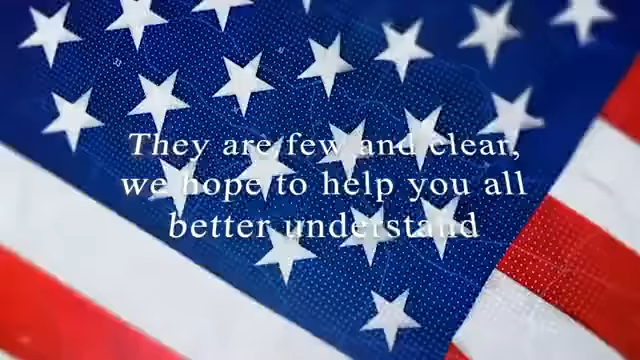 They are few and clear,
we hope to help you all
better understand